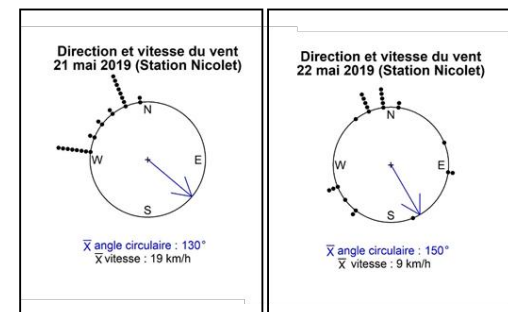 Direction et vitesse du vent
21 mai 2019 (Station Nicolet)
N
W
E
S
X angle circulaire : 130°
X vitesse : 19 km/h
Direction et vitesse du vent
22 mai 2019 (Station Nicolet)
N
W
E
S
X angle circulaire : 150°
X vitesse : 9 km/h